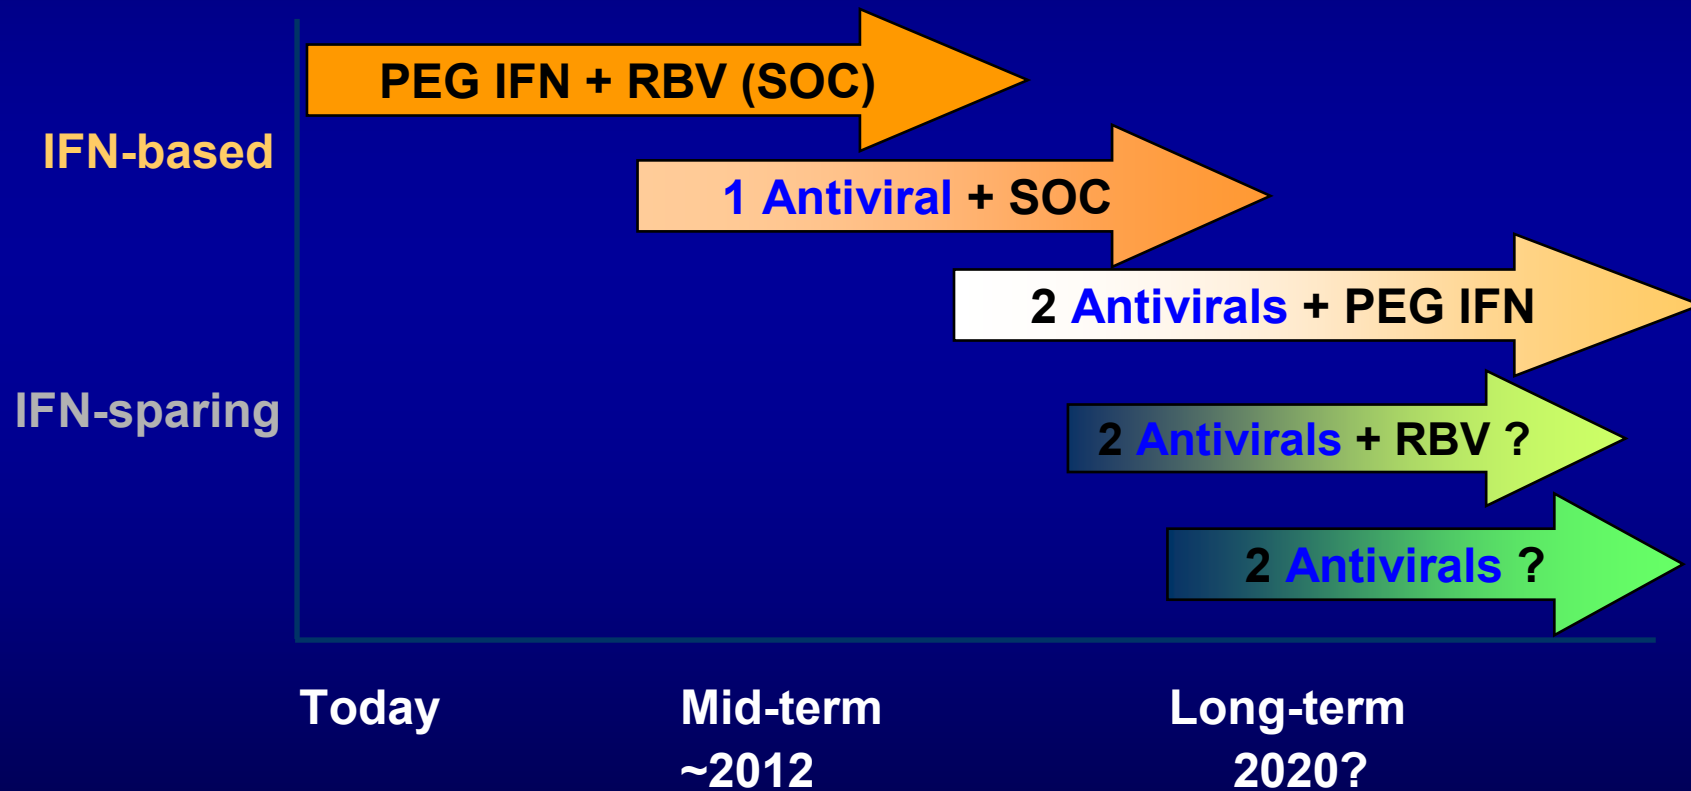 PEG IFN + RBV (SOC)
IFN-based
1 Antiviral + SOC
2 Antivirals + PEG IFN
IFN-sparing
2 Antivirals + RBV ?
2 Antivirals ?
Today
Mid-term
~2012
Long-term
2020?